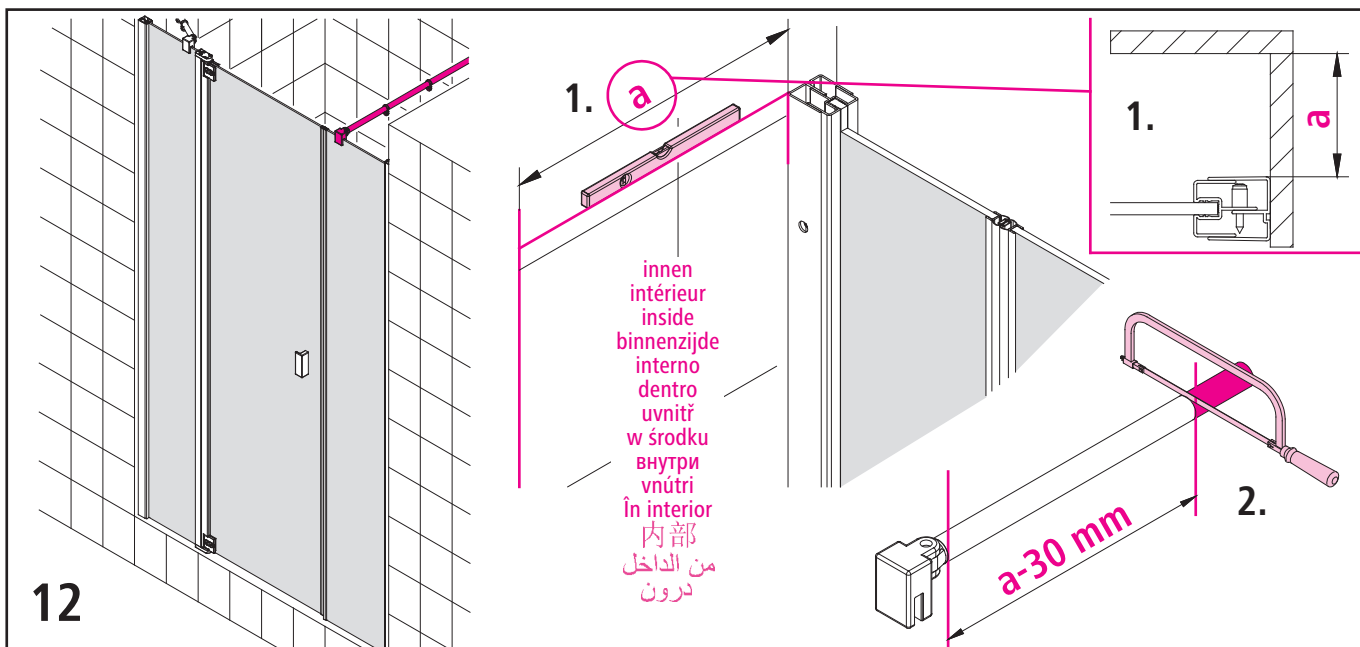 1.
a
1.
a
innen
intérieur
inside
binnenzijde
interno
dentro
uvnitř
w środku
внутри
vnútri
În interior
内部
من الداخل
درون
a-30 mm
2.
12